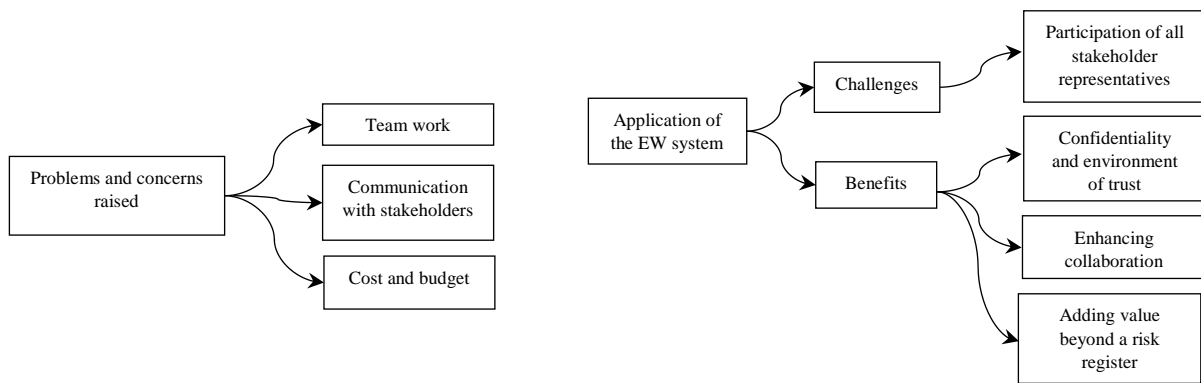 Problems and concerns
raised
Team work
Communication
with stakeholders
Cost and budget
Application of
the EW system
Challenges
Benefits
Participation of all
stakeholder
representatives
Confidentiality
and environment
of trust
Enhancing
collaboration
Adding value
beyond a risk
register